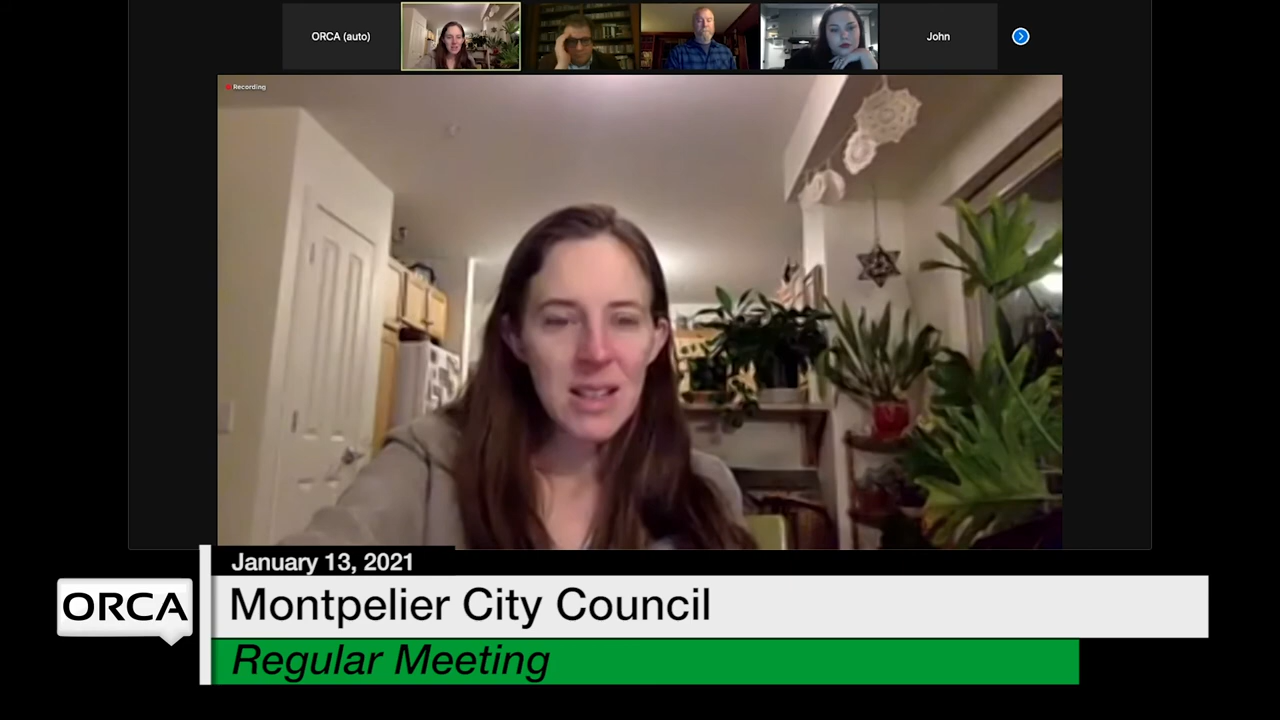 ORCA (auto)
John
Recording
January 13, 2021
ORCA
Montpelier City Council
Regular Meeting